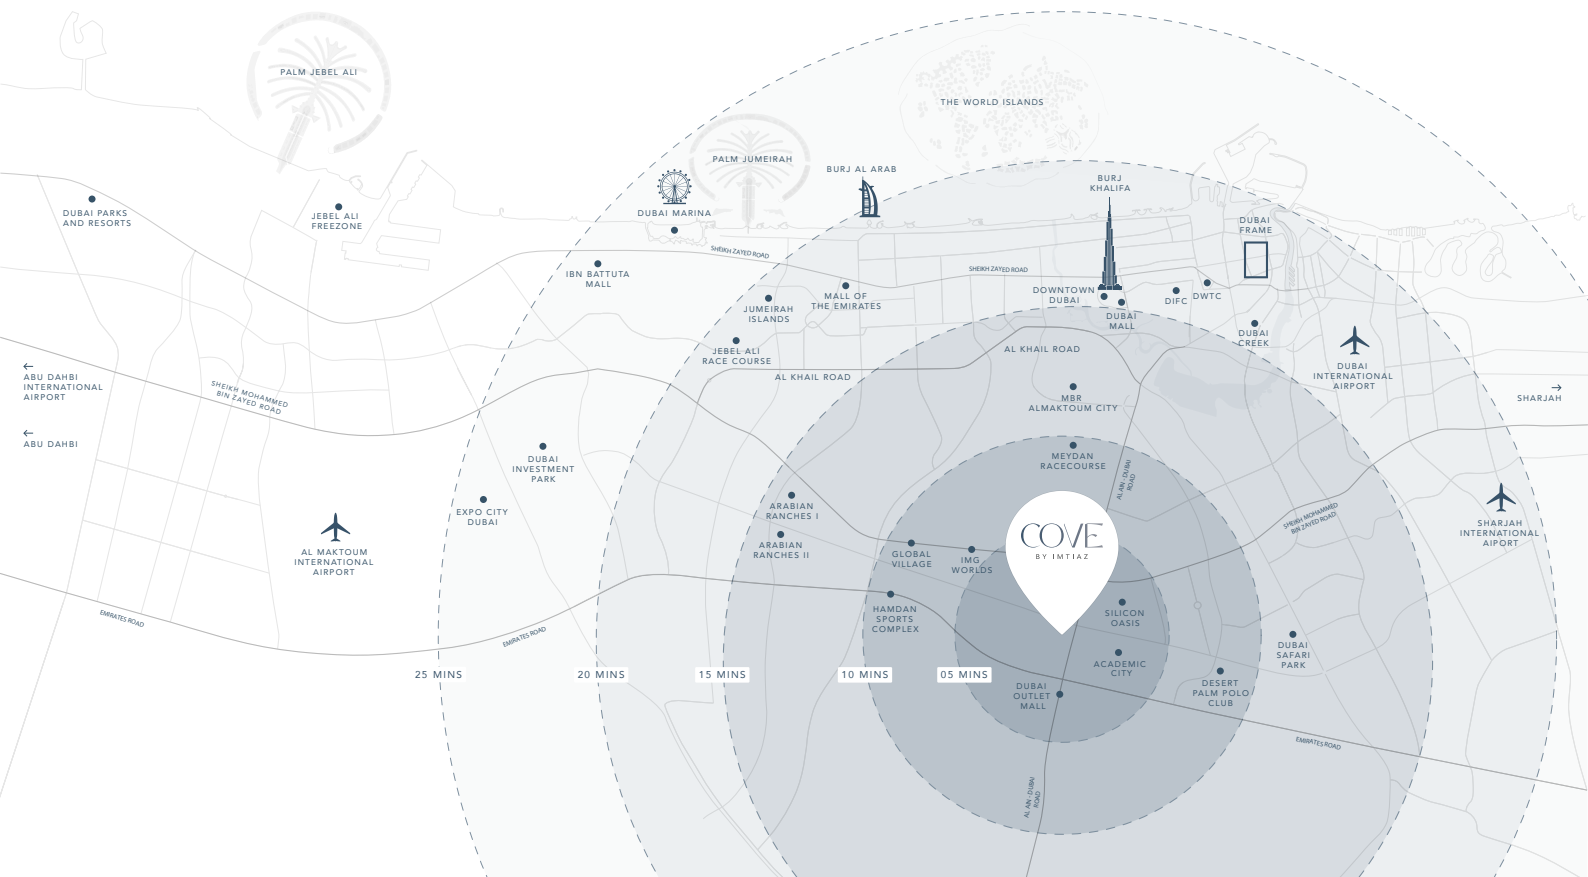 PALM JEBEL ALI
THE WORLD ISLANDS
PALM JUMEIRAH
BURJ AL ARAB
BURJ
KHALIFA
DUBAI PARKS
AND RESORTS
JEBEL ALI
FREEZONE
DUBAI MARINA
DUBAI
FRAME
SHEIKH ZAYED ROAD
SHEIKH ZAYED ROAD
IBN BATTUTA
MALL
JUMEIRAH
ISLANDS
MALL OF
THE EMIRATES
DOWNTOWN
DUBAI
DIFC
DWTC
DUBAI
MALL
DUBAI
CREEK
JEBEL ALI
RACE COURSE
AL KHAIL ROAD
AL KHAIL ROAD
DUBAI
INTERNATIONAL
AIRPORT
← 
ABU DAHBI
INTERNATIONAL
AIRPORT
SHEIKH MOHAMMED
BIN ZAYED ROAD
MBR
ALMAKTOUM CITY
→
SHARJAH
←
ABU DAHBI
DUBAI
INVESTMENT
PARK
MEYDAN
RACECOURSE
AL AIN - DUBAI
ROAD
EXPO CITY
DUBAI
ARABIAN
RANCHES I
ARABIAN
RANCHES II
SHEIKH MOHAMMED
BIN ZAYED ROAD
SHARJAH
INTERNATIONAL
AIPORT
AL MAKTOUM
INTERNATIONAL
AIRPORT
GLOBAL
VILLAGE
IMG
WORLDS
COVE
BY IMTIAZ
HAMDAN
SPORTS
COMPLEX
SILICON
OASIS
EMIRATES ROAD
EMIRATES ROAD
DUBAI
SAFARI
PARK
ACADEMIC
CITY
25 MINS
20 MINS
15 MINS
10 MINS
05 MINS
DUBAI
OUTLET
MALL
DESERT
PALM POLO
CLUB
EMIRATES ROAD
AL AIN - DUBAI
ROAD